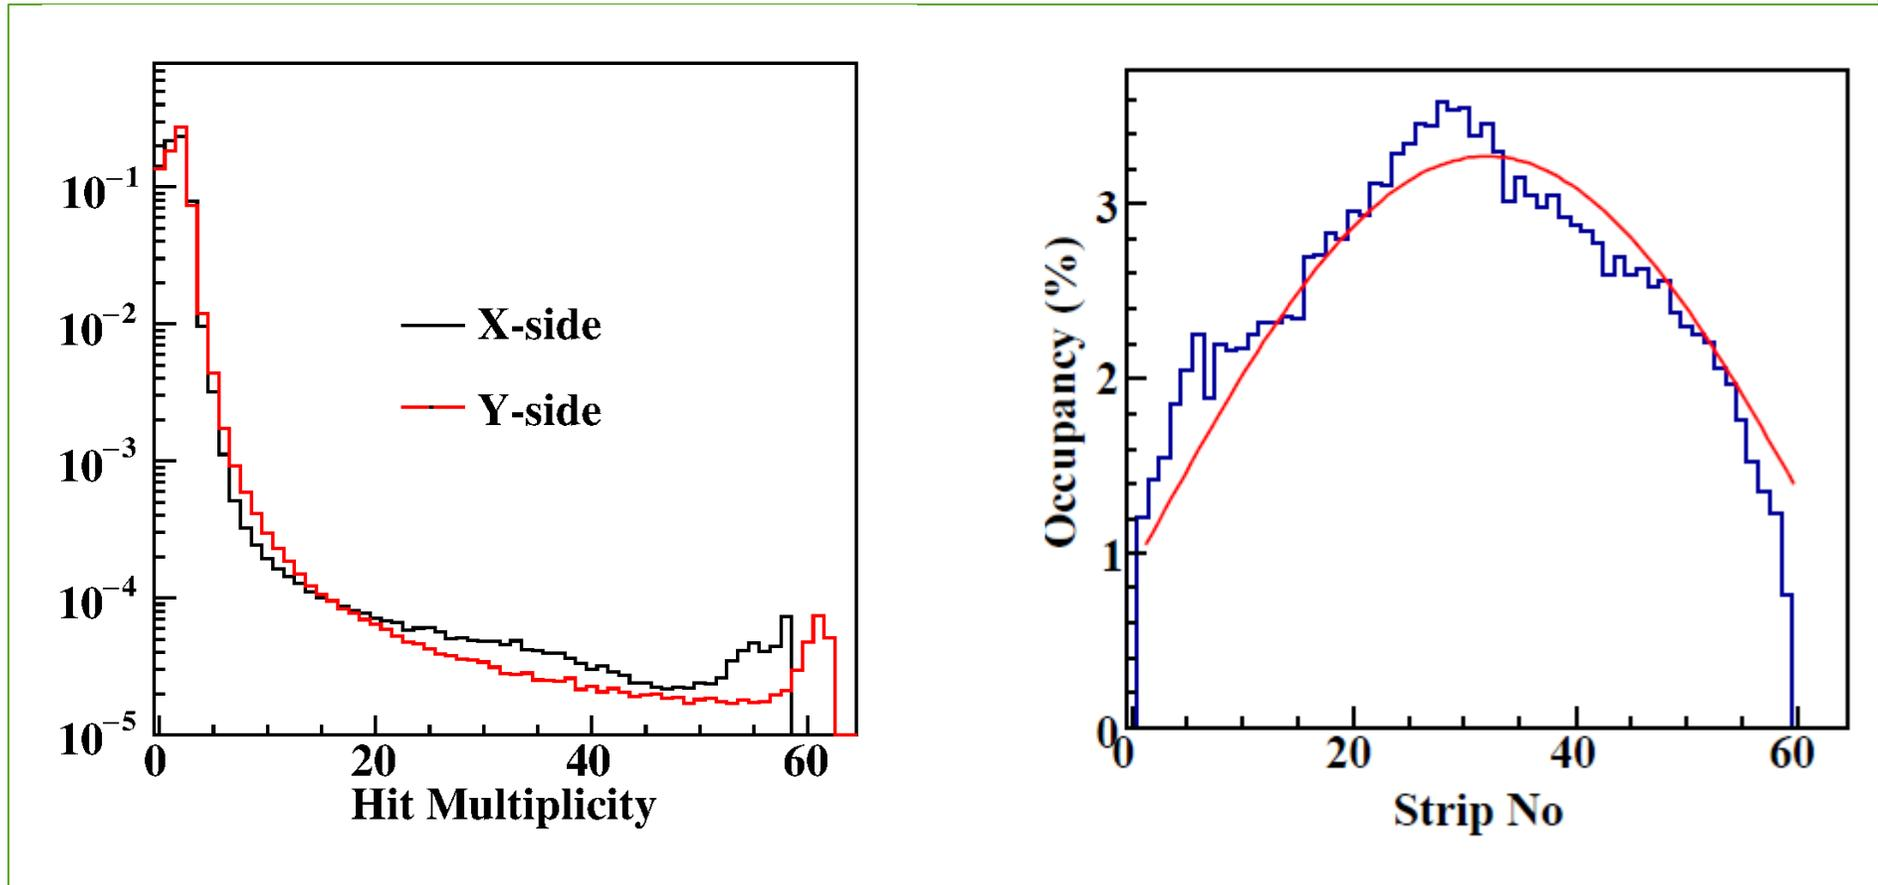 10⁻¹
10⁻²
10⁻³
10⁻⁴
10⁻⁵
X-side
Y-side
0 20 40 60
Hit Multiplicity
Occupancy (%)
3
2
1
0
0 20 40 60
Strip No